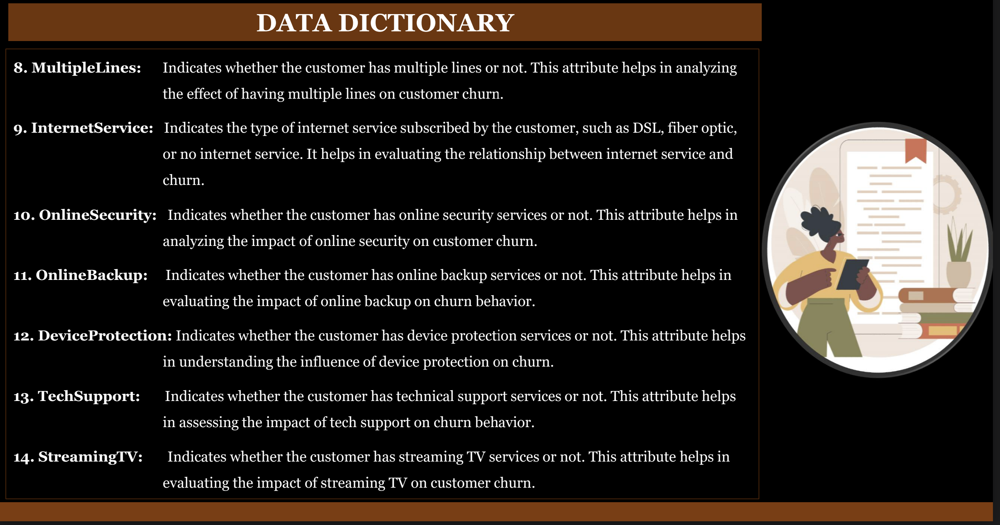 DATA DICTIONARY
8. MultipleLines: Indicates whether the customer has multiple lines or not. This attribute helps in analyzing
the effect of having multiple lines on customer churn.
9. InternetService: Indicates the type of internet service subscribed by the customer, such as DSL, fiber optic,
or no internet service. It helps in evaluating the relationship between internet service and
churn.
10. OnlineSecurity: Indicates whether the customer has online security services or not. This attribute helps in
analyzing the impact of online security on customer churn.
11. OnlineBackup: Indicates whether the customer has online backup services or not. This attribute helps in
evaluating the impact of online backup on churn behavior.
12. DeviceProtection: Indicates whether the customer has device protection services or not. This attribute helps
in understanding the influence of device protection on churn.
13. TechSupport: Indicates whether the customer has technical support services or not. This attribute helps
in assessing the impact of tech support on churn behavior.
14. StreamingTV: Indicates whether the customer has streaming TV services or not. This attribute helps in
evaluating the impact of streaming TV on customer churn.